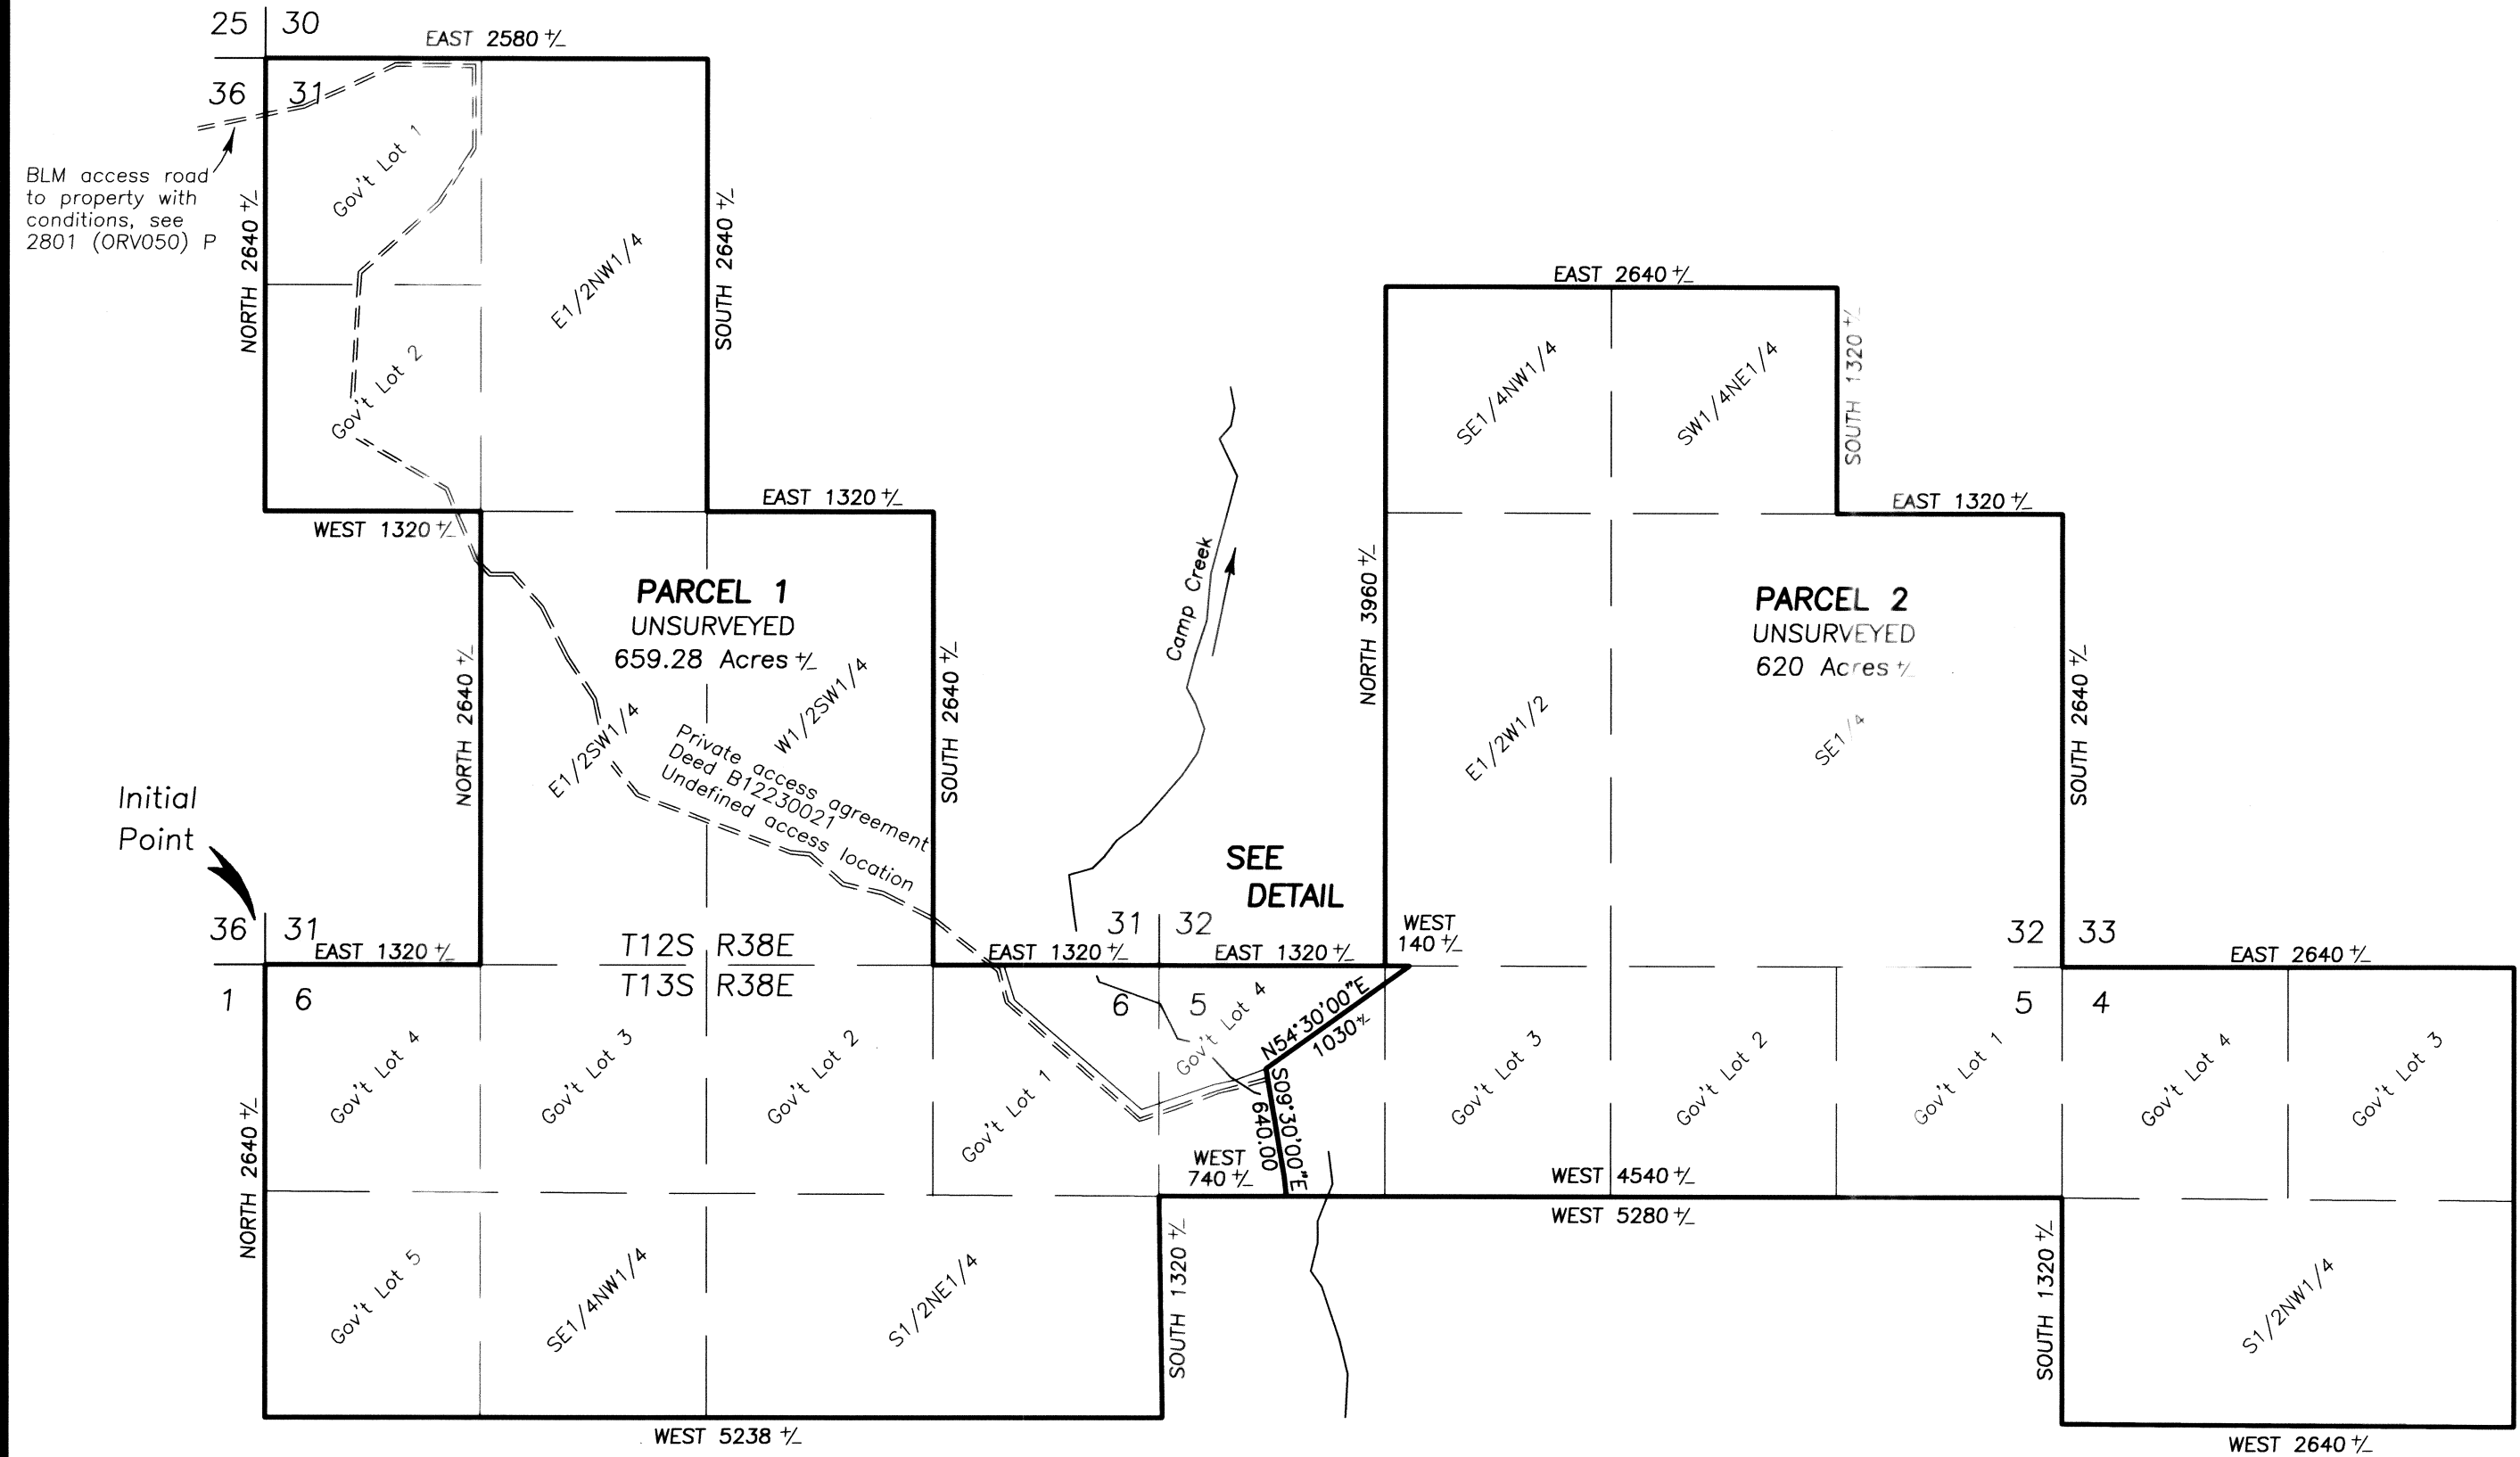 25 30
EAST 2580 +/-
36 31
BLM access road
to property with
conditions, see
2801 (ORV050) P
NORTH 2640 +/-
Gov't Lot 1
E1/2NW1/4
SOUTH 2640 +/-
Gov't Lot 2
WEST 1320 +/-
EAST 1320 +/-
EAST 2640 +/-
SE1/4NW1/4
SW1/4NE1/4
SOUTH 1320 +/-
EAST 1320 +/-
Camp Creek
PARCEL 1
UNSURVEYED
659.28 Acres +/-
NORTH 2640 +/-
E1/2SW1/4
W1/2SW1/4
Private access agreement
Deed B12230021
Undefined access location
SOUTH 2640 +/-
NORTH 3960 +/-
PARCEL 2
UNSURVEYED
620 Acres +/-
E1/2W1/2
SE1/4
SOUTH 2640 +/-
Initial
Point
SEE
DETAIL
36 31
EAST 1320 +/-
T12S R38E
T13S R38E
31 32
EAST 1320 +/-
EAST 1320 +/-
WEST
140 +/-
32 33
EAST 2640 +/-
1 6
6 5
5 4
NORTH 2640 +/-
Gov't Lot 4
Gov't Lot 3
Gov't Lot 2
Gov't Lot 1
Gov't Lot 4
N54°30'00"E
1030+/-
S09°30'00"E
640.00
Gov't Lot 3
Gov't Lot 2
Gov't Lot 1
Gov't Lot 4
Gov't Lot 3
WEST
740 +/-
WEST 4540 +/-
WEST 5280 +/-
Gov't Lot 5
SE1/4NW1/4
S1/2NE1/4
SOUTH 1320 +/-
SOUTH 1320 +/-
S1/2NW1/4
WEST 5238 +/-
WEST 2640 +/-